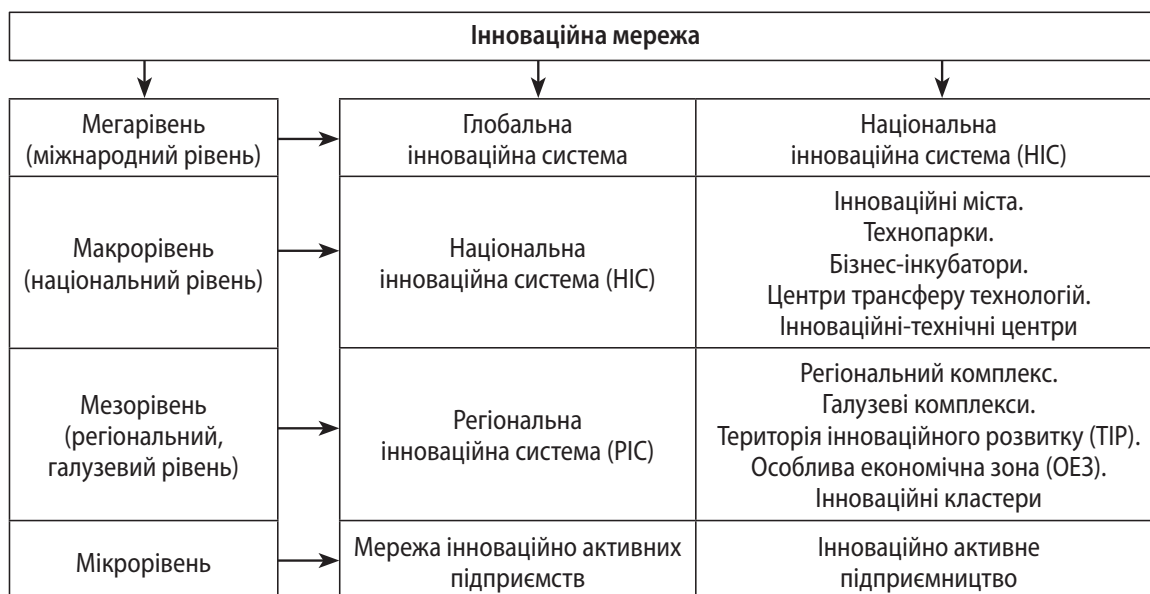 Інноваційна мережа
Мегарівень
(міжнародний рівень)
Глобальна
інноваційна система
Національна
інноваційна система (НІС)
Макрорівень
(національний рівень)
Національна
інноваційна система (НІС)
Інноваційні міста.
Технопарки.
Бізнес-інкубатори.
Центри трансферу технологій.
Інноваційні-технічні центри
Мезорівень
(регіональний,
галузевий рівень)
Регіональна
інноваційна система (РІС)
Регіональний комплекс.
Галузеві комплекси.
Територія інноваційного розвитку (ТІР).
Особлива економічна зона (ОЕЗ).
Інноваційні кластери
Мікрорівень
Мережа інноваційно активних
підприємств
Інноваційно активне
підприємництво